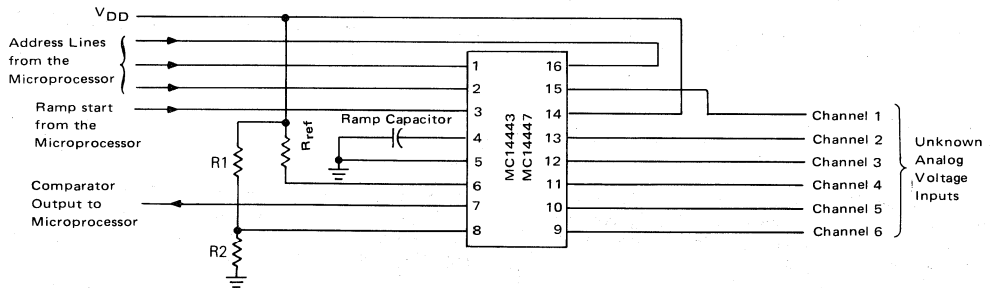 VDD
Address Lines
from the
Microprocessor
Ramp start
from the
Microprocessor
Comparator
Output to
Microprocessor
R1
R2
Rref
Ramp Capacitor
1
2
3
4
5
6
7
8
MC14443
MC14447
16
15
14
13
12
11
10
9
Channel 1
Channel 2
Channel 3
Channel 4
Channel 5
Channel 6
Unknown
Analog
Voltage
Inputs